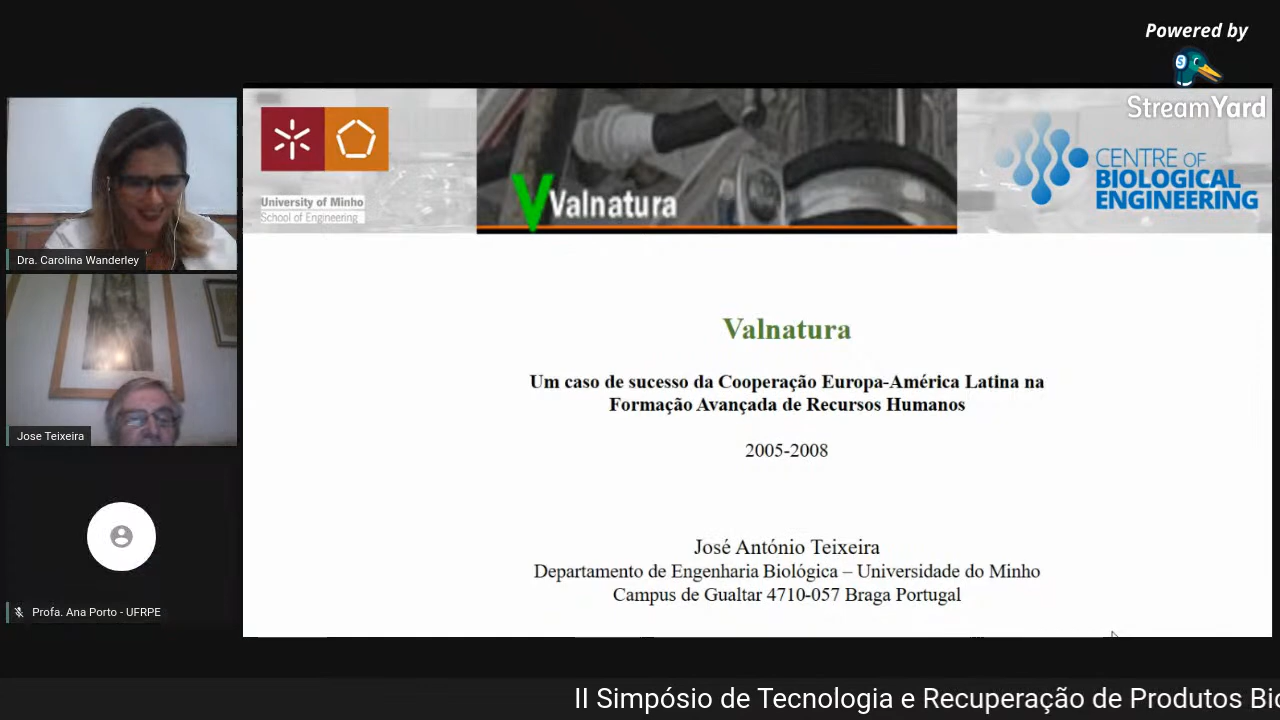 Powered by
StreamYard
University of Minho
School of Engineering
Valnatura
CENTRE OF
BIOLOGICAL
ENGINEERING
Dra. Carolina Wanderley
Jose Teixeira
Profa. Ana Porto - UFRPE
Valnatura
Um caso de sucesso da Cooperação Europa-América Latina na
Formação Avançada de Recursos Humanos
2005-2008
José António Teixeira
Departamento de Engenharia Biológica – Universidade do Minho
Campus de Gualtar 4710-057 Braga Portugal
II Simpósio de Tecnologia e Recuperação de Produtos Bio